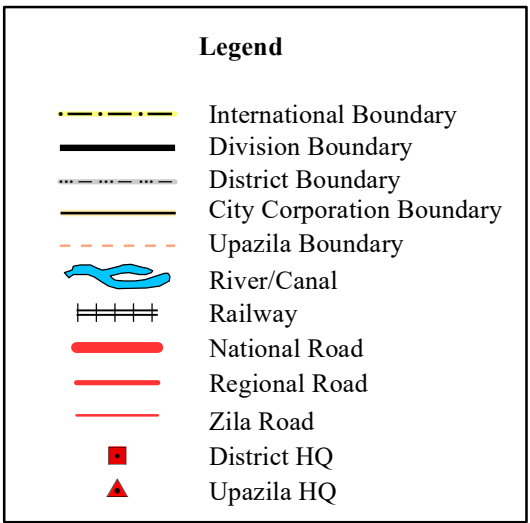 Legend
International Boundary
Division Boundary
District Boundary
City Corporation Boundary
Upazila Boundary
River/Canal
Railway
National Road
Regional Road
Zila Road
District HQ
Upazila HQ